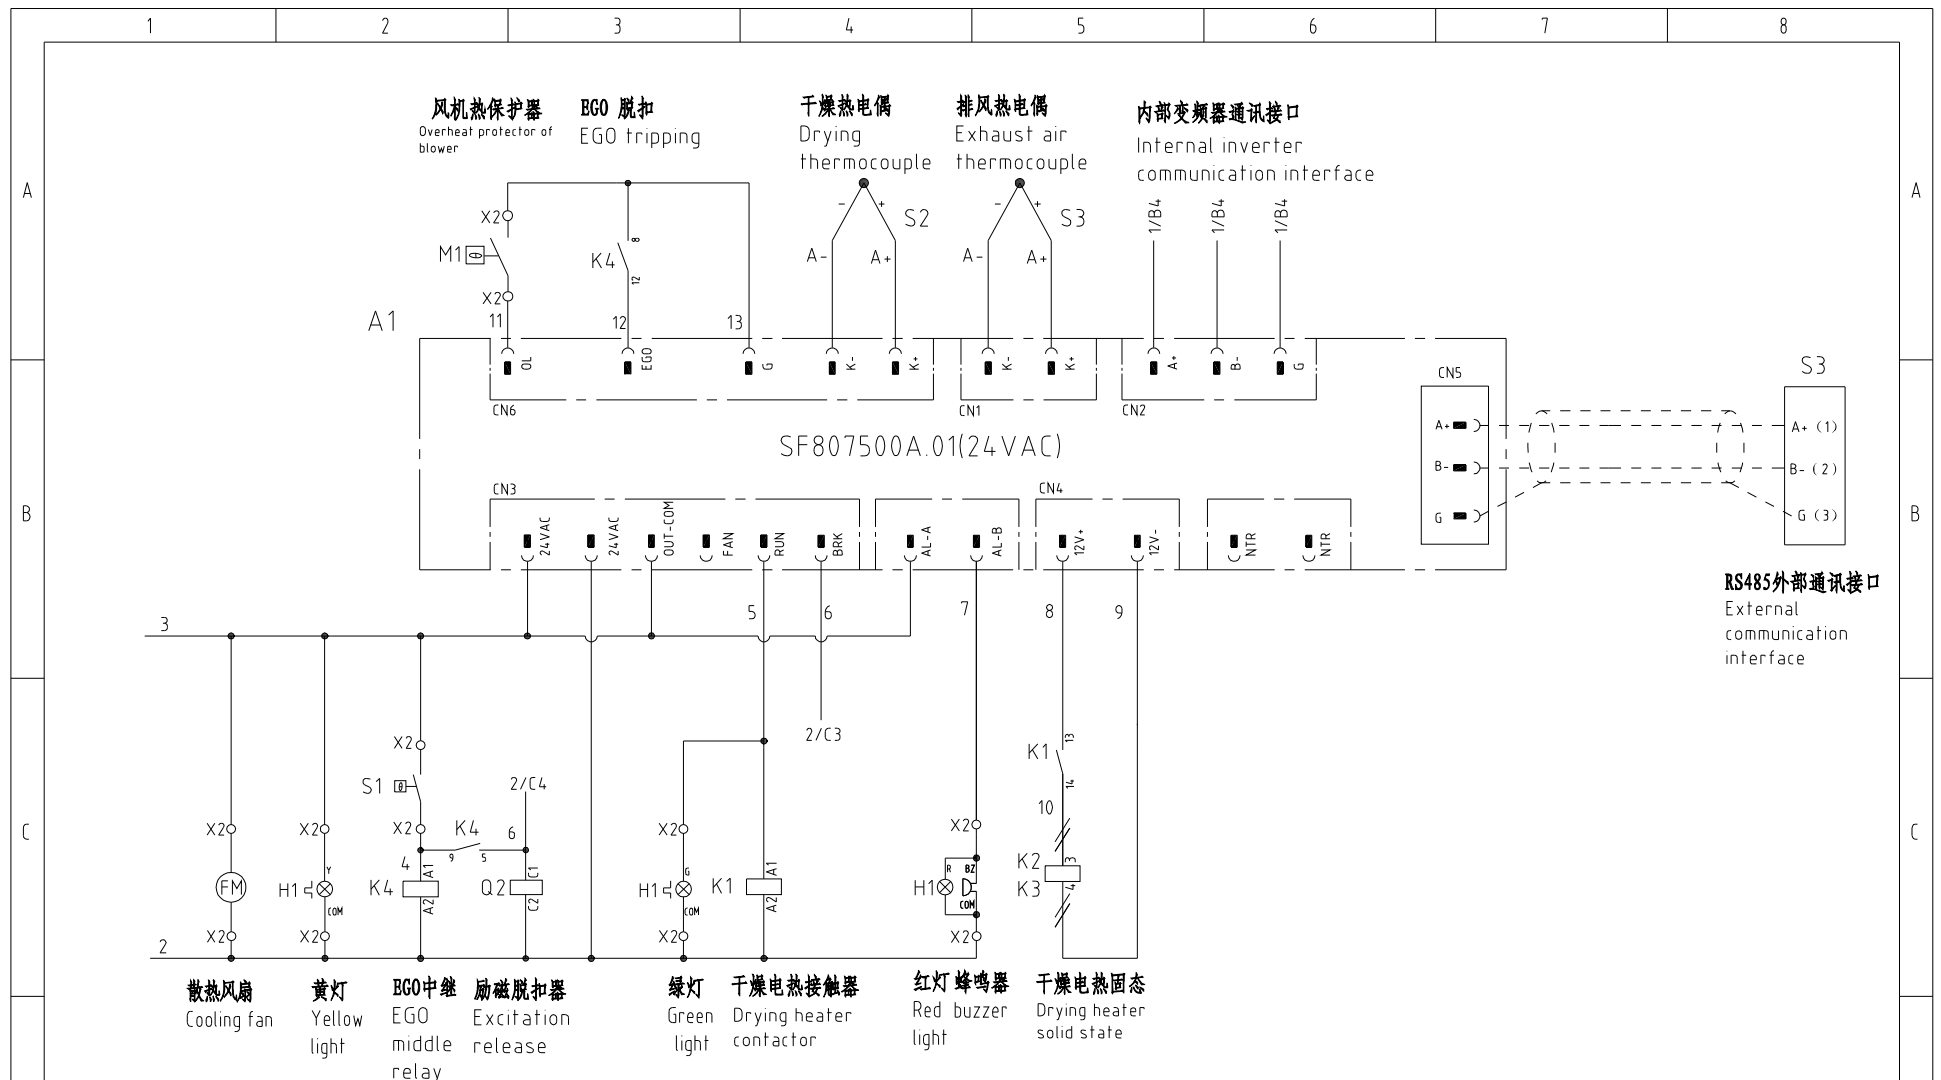 1 2 3 4 5 6 7 8
风机热保护器
Overheat protector of
blower
EGO 脱扣
EGO tripping
干燥热电偶
Drying
thermocouple
排风热电偶
Exhaust air
thermocouple
内部变频器通讯接口
Internal inverter
communication interface
A
A
X2
M1
θ
X2
K4
8
12
- +
S2
A-
A+
- +
S3
A-
A+
1/B4
1/B4
1/B4
A1
11
12
13
OL
EGO
G
K-
K+
K-
K+
A+
B-
G
CN6
CN1
CN2
CN5
S3
A+
B-
G
A+ (1)
B- (2)
G (3)
SF807500A.01(24VAC)
B
B
CN3
CN4
24VAC
24VAC
OUT-COM
FAN
RUN
BRK
AL-A
AL-B
12V+
12V-
NTR
NTR
RS485外部通讯接口
External
communication
interface
3
5
6
7
8
9
2/C3
X2
S1
θ
X2
2/C4
K1
13
14
10
C
C
X2
X2
K4
9
5
6
X2
X2
FM
H1
Y
COM
4
K4
A1
A2
Q2
C1
C2
H1
G
COM
K1
A1
A2
H1
R
BZ
COM
K2
K3
3
4
X2
X2
X2
X2
2
散热风扇
Cooling fan
黄灯
Yellow
light
EGO中继
EGO
middle
relay
励磁脱扣器
Excitation
release
绿灯
Green
light
干燥电热接触器
Drying heater
contactor
红灯 蜂鸣器
Red buzzer
light
干燥电热固态
Drying heater
solid state